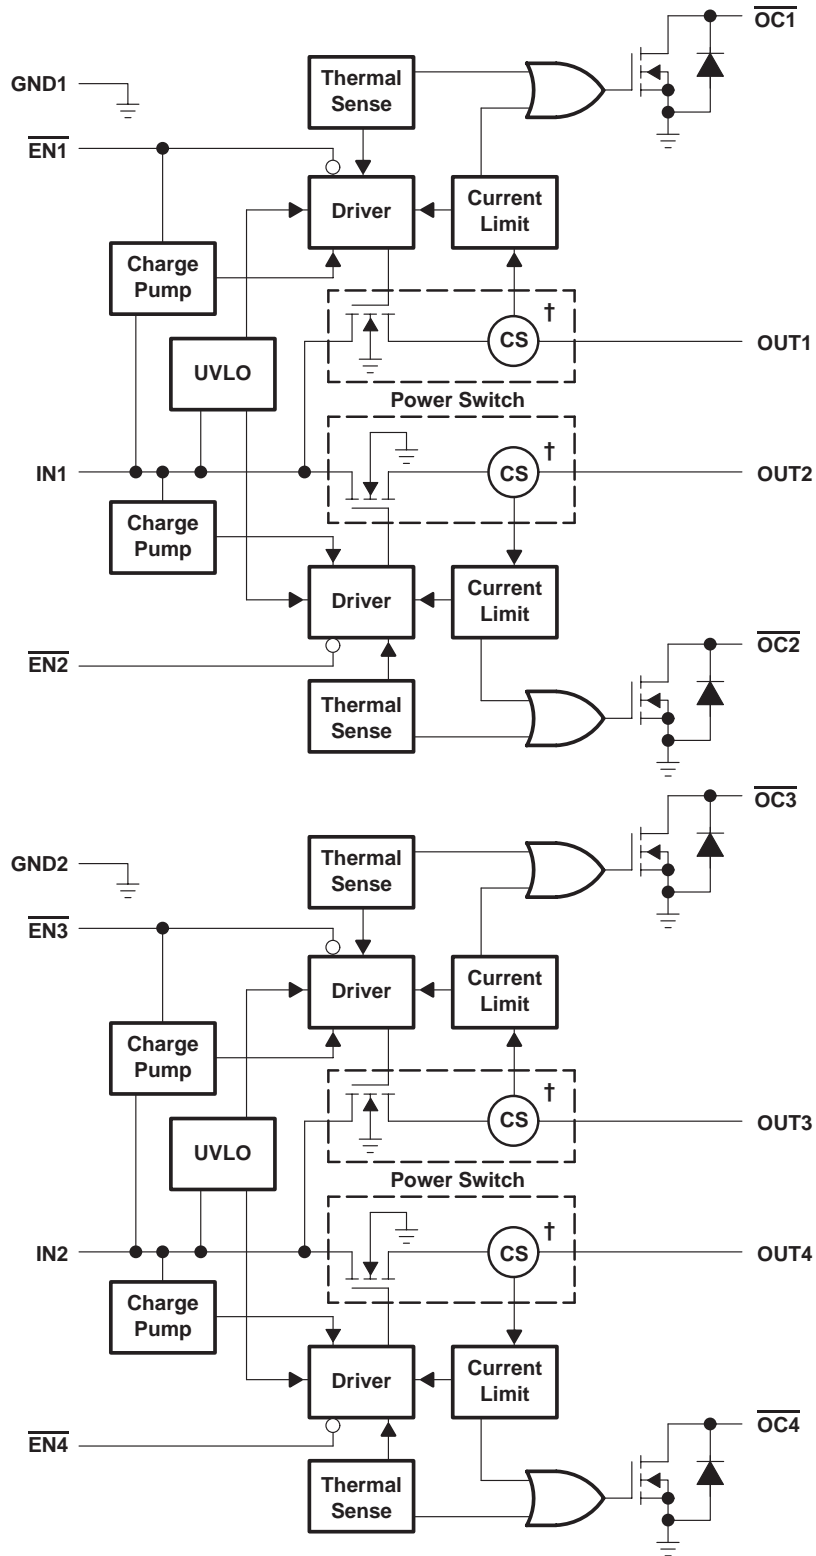 OC1
GND1
Thermal
Sense
EN1
Driver
Current
Limit
Charge
Pump
†
CS
OUT1
UVLO
Power Switch
†
IN1
CS
OUT2
Charge
Pump
Driver
Current
Limit
EN2
OC2
Thermal
Sense
OC3
GND2
Thermal
Sense
EN3
Driver
Current
Limit
Charge
Pump
†
CS
OUT3
UVLO
Power Switch
†
IN2
CS
OUT4
Charge
Pump
Driver
Current
Limit
EN4
OC4
Thermal
Sense